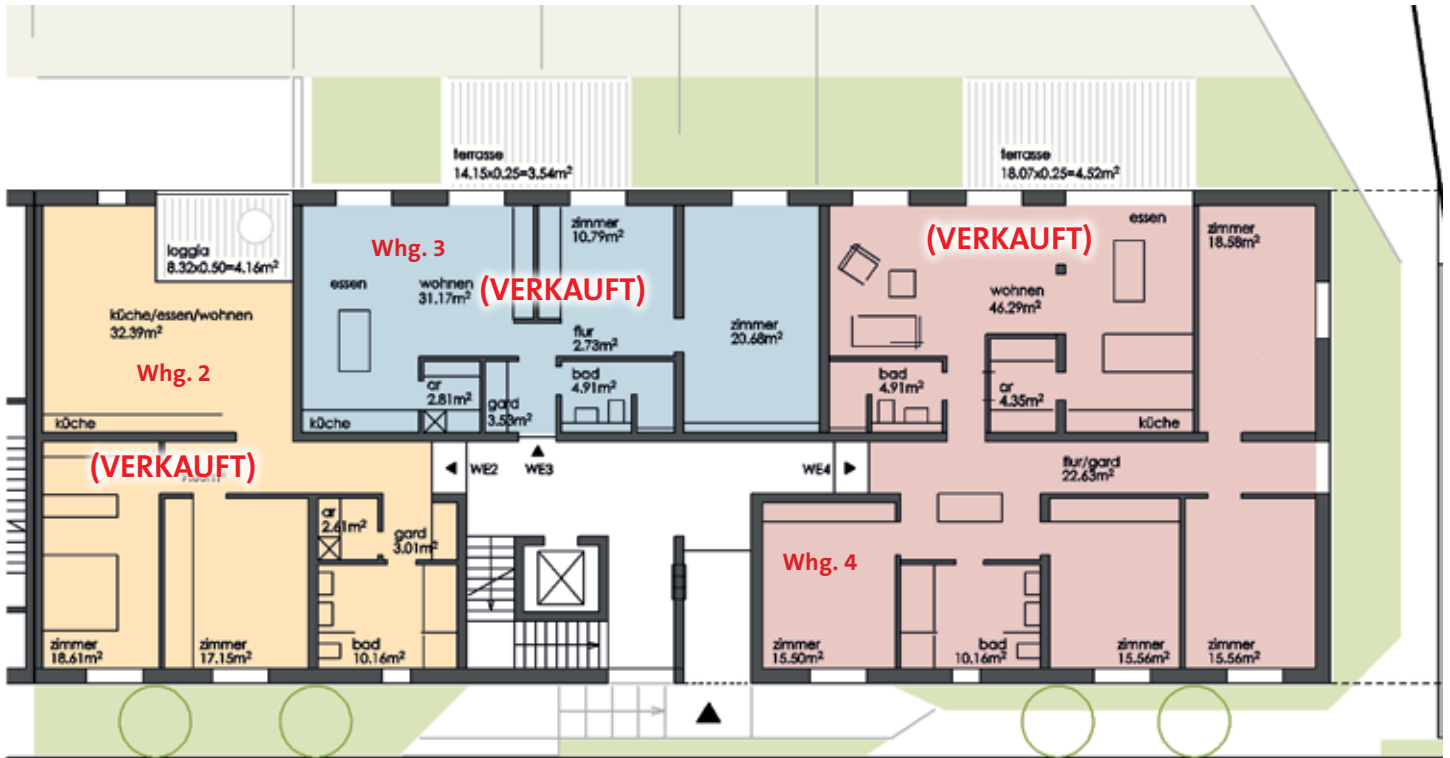 terrasse
14.15x0.25=3.54m²
terrasse
18.07x0.25=4.52m²
loggia
8.32x0.50=4.16m²
küche/essen/wohnen
32.39m²
Whg. 2
küche
(VERKAUFT)
zimmer
18.61m²
zimmer
17.15m²
ar
2.61m²
gard
3.01m²
bad
10.16m²
Whg. 3
essen
wohnen
31.17m²
(VERKAUFT)
zimmer
10.79m²
flur
2.73m²
zimmer
20.68m²
ar
2.81m²
gard
3.53m²
bad
4.91m²
küche
WE2
WE3
WE4
(VERKAUFT)
essen
zimmer
18.58m²
wohnen
46.29m²
bad
4.91m²
ar
4.35m²
küche
flur/gard
22.63m²
Whg. 4
zimmer
15.50m²
bad
10.16m²
zimmer
15.56m²
zimmer
15.56m²